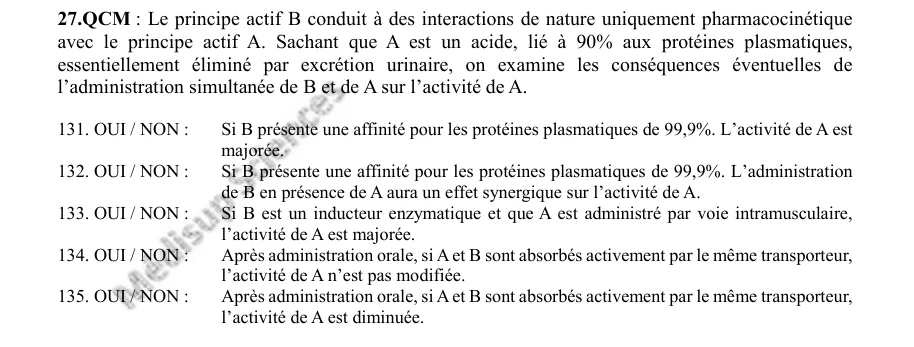 27.QCM : Le principe actif B conduit à des interactions de nature uniquement pharmacocinétique
avec le principe actif A. Sachant que A est un acide, lié à 90% aux protéines plasmatiques,
essentiellement éliminé par excrétion urinaire, on examine les conséquences éventuelles de
l'administration simultanée de B et de A sur l'activité de A.
131. OUI / NON : Si B présente une affinité pour les protéines plasmatiques de 99,9%. L'activité de A est
majorée.
132. OUI / NON : Si B présente une affinité pour les protéines plasmatiques de 99,9%. L'administration
de B en présence de A aura un effet synergique sur l'activité de A.
133. OUI / NON : Si B est un inducteur enzymatique et que A est administré par voie intramusculaire,
l'activité de A est majorée.
134. OUI / NON : Après administration orale, si A et B sont absorbés activement par le même transporteur,
l'activité de A n'est pas modifiée.
135. OUI / NON : Après administration orale, si A et B sont absorbés activement par le même transporteur,
l'activité de A est diminuée.
Médisup Sciences